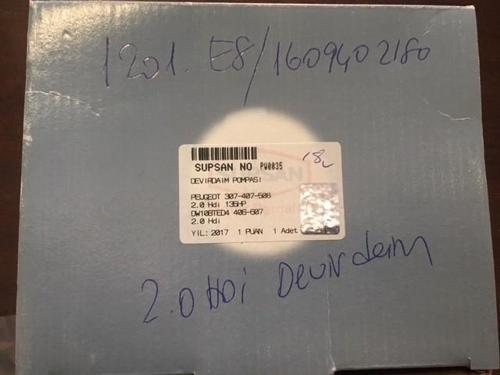 1201. E8/1609402180
SUPSAN NO PW0035
DEVİRDAİM POMPASI
PEUGEOT 307-407-508
2.0 Hdi 136HP
DW10BTED4 406-607
2.0 Hdi
YIL: 2017 1 PUAN 1 Adet
2.0 HDi Devirdaim